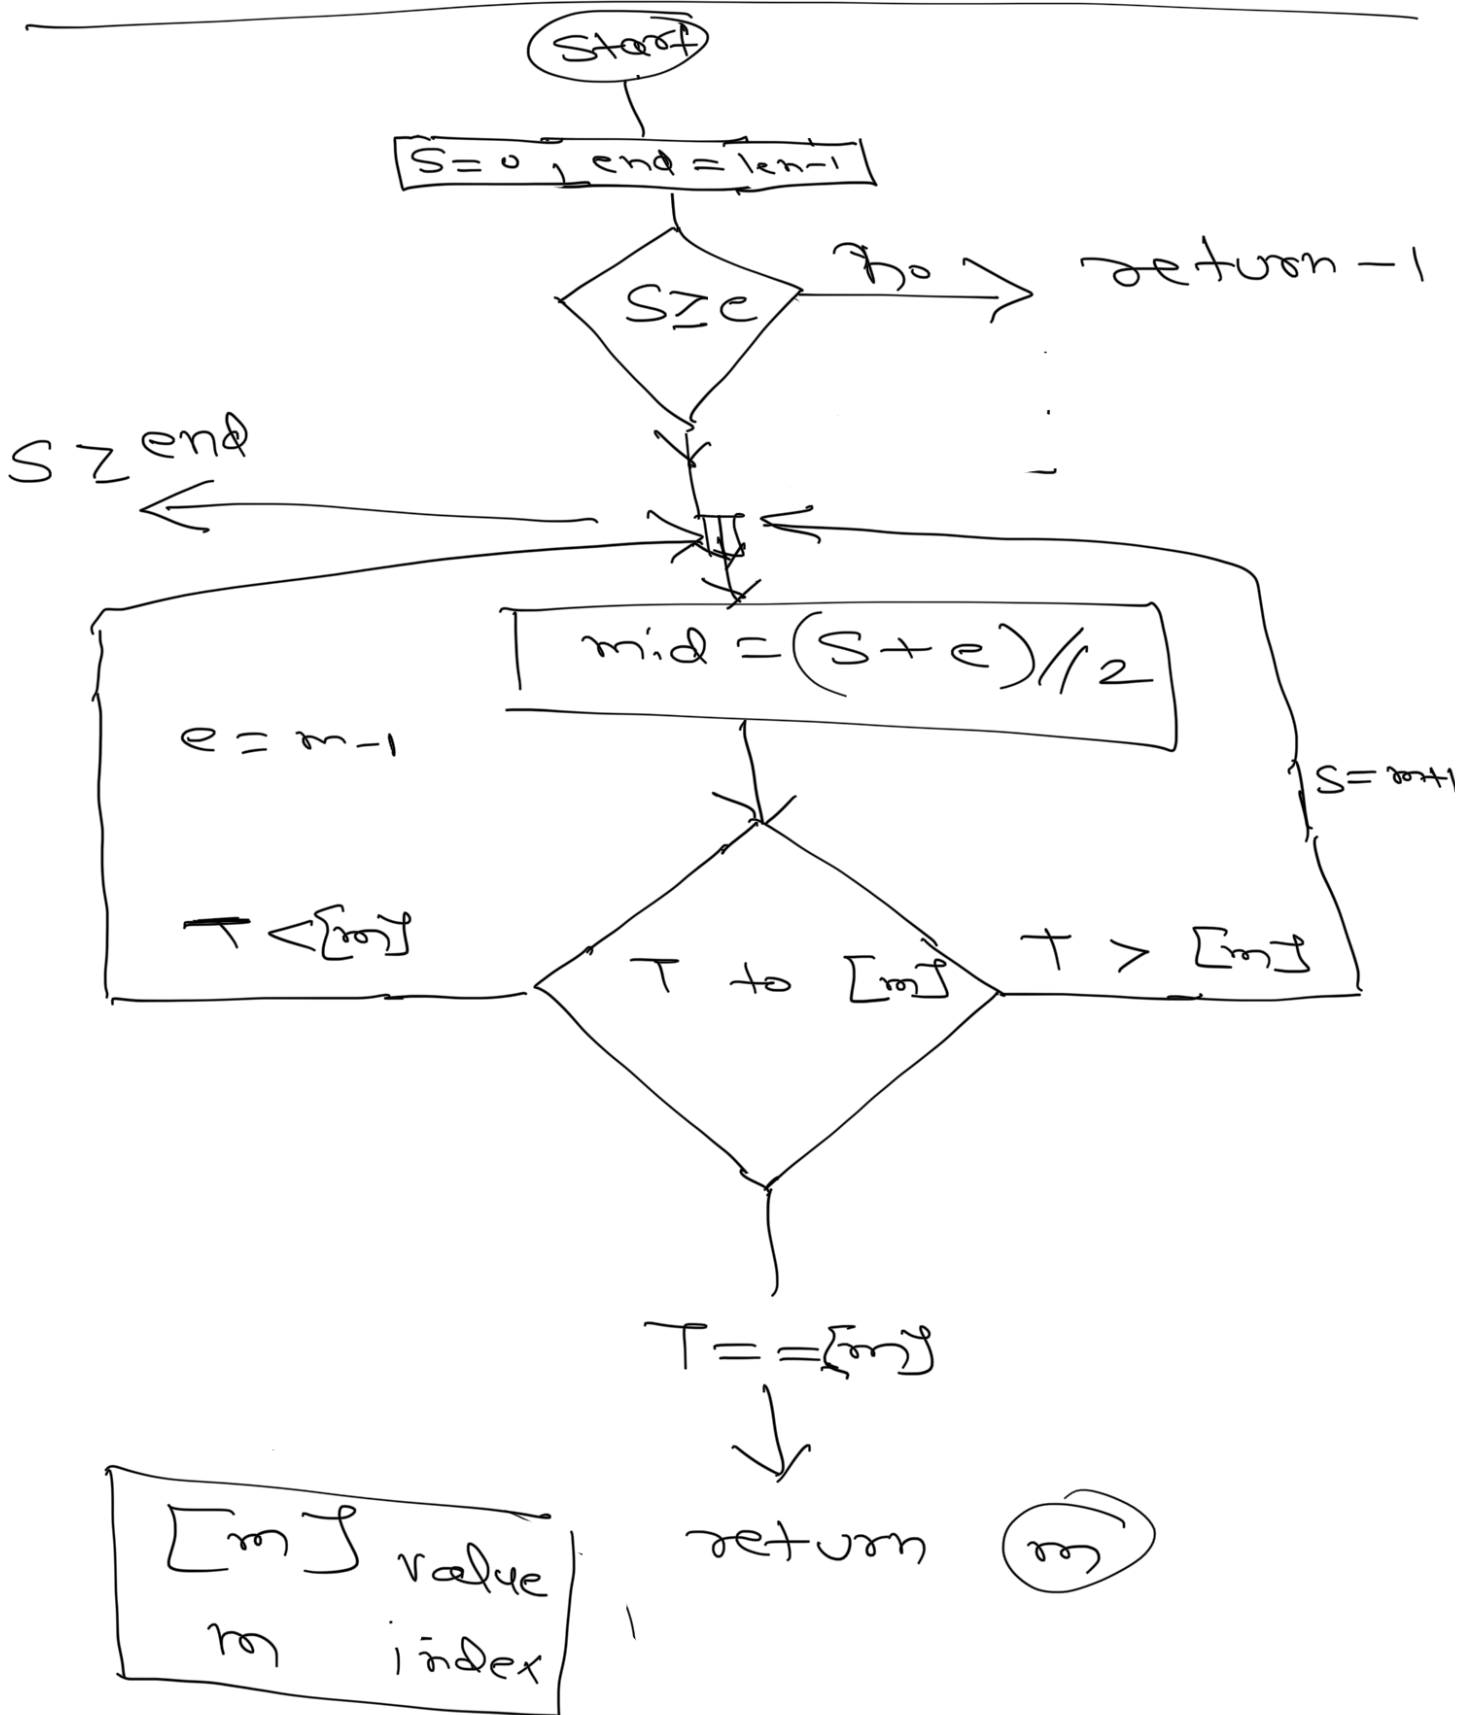 Start
S=0, end = len-1
S≥e
no
return -1
S ≥ end
mid = (S+e)//2
e = m-1
S=m+1
T < [m]
T to [m]
T > [m]
T==[m]
return m
[m] value
m index